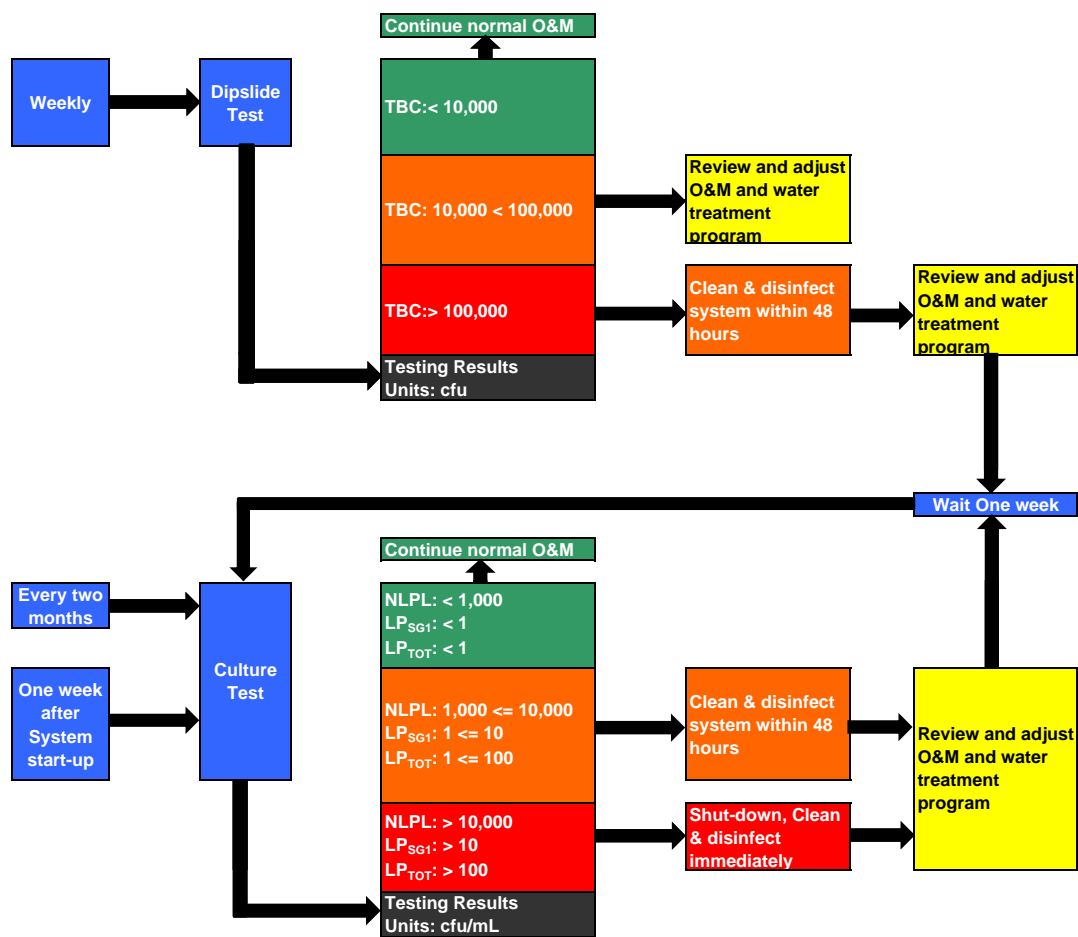 Continue normal O&M
Weekly
Dipslide
Test
TBC:< 10,000
TBC: 10,000 < 100,000
Review and adjust
O&M and water
treatment
program
TBC:> 100,000
Clean & disinfect
system within 48
hours
Review and adjust
O&M and water
treatment
program
Testing Results
Units: cfu
Wait One week
Continue normal O&M
Every two
months
One week
after
System
start-up
Culture
Test
NLPL: < 1,000
LPSG1: < 1
LPTOT: < 1
NLPL: 1,000 <= 10,000
LPSG1: 1 <= 10
LPTOT: 1 <= 100
Clean & disinfect
system within 48
hours
NLPL: > 10,000
LPSG1: > 10
LPTOT: > 100
Shut-down, Clean
& disinfect
immediately
Review and adjust
O&M and water
treatment
program
Testing Results
Units: cfu/mL